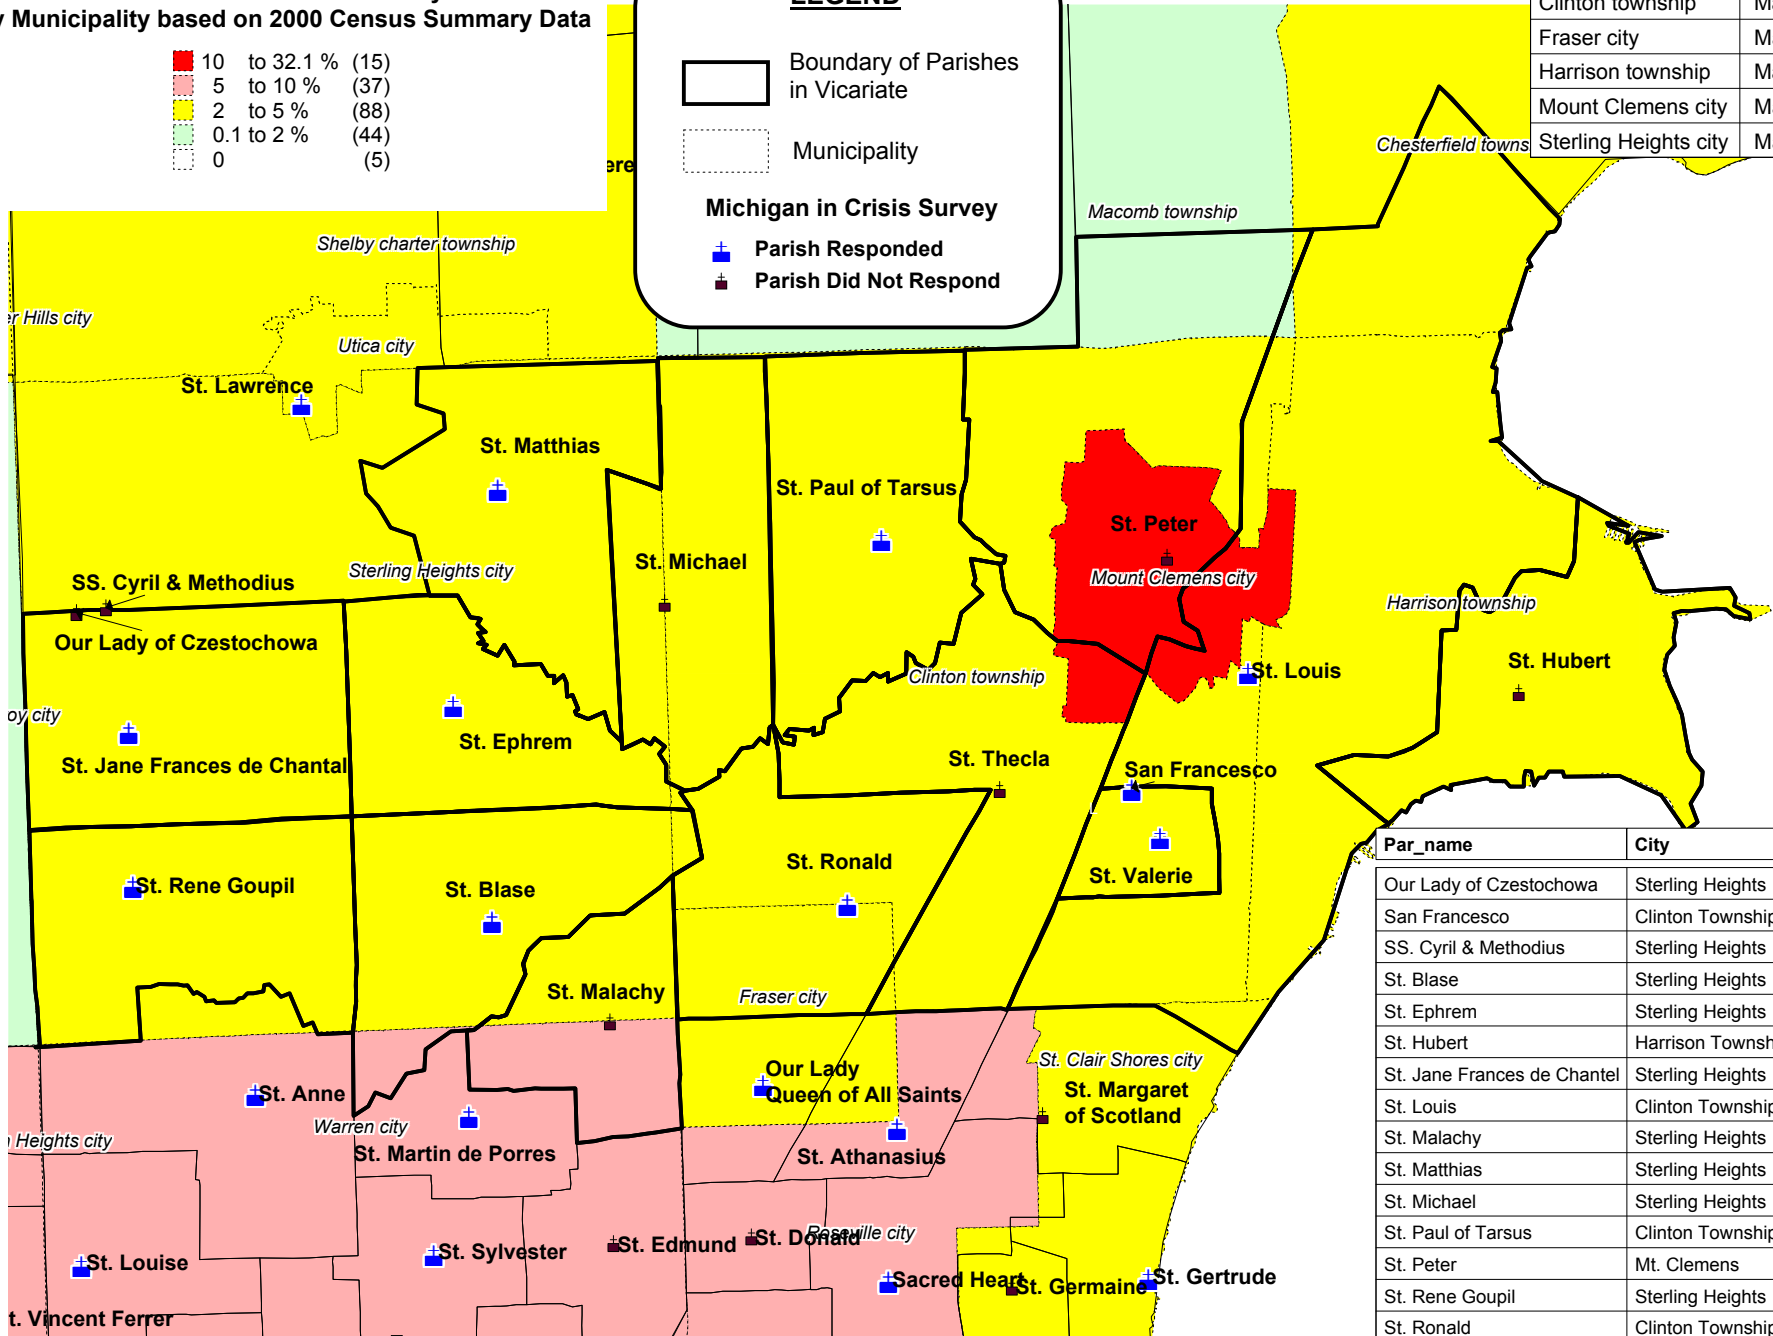 Municipality based on 2000 Census Summary Data
10 to 32.1 % (15)
5 to 10 % (37)
2 to 5 % (88)
0.1 to 2 % (44)
0 (5)
LEGEND
Boundary of Parishes
in Vicariate
Municipality
Michigan in Crisis Survey
Parish Responded
Parish Did Not Respond
Clinton township
Fraser city
Harrison township
Mount Clemens city
Sterling Heights city
Chesterfield towns
Macomb township
Shelby charter township
Hills city
Utica city
St. Lawrence
St. Matthias
St. Paul of Tarsus
St. Peter
St. Michael
Mount Clemens city
Sterling Heights city
SS. Cyril & Methodius
Harrison township
Our Lady of Czestochowa
St. Hubert
St. Louis
Clinton township
oy city
St. Ephrem
St. Jane Frances de Chantal
St. Thecla
San Francesco
St. Ronald
St. Valerie
St. Rene Goupil
St. Blase
St. Malachy
Fraser city
St. Clair Shores city
Our Lady
Queen of All Saints
St. Margaret
of Scotland
St. Anne
Warren city
Heights city
St. Martin de Porres
St. Athanasius
Roseville city
St. Louise
St. Sylvester
St. Edmund
St. Donald
Sacred Heart
St. Germaine
St. Gertrude
t. Vincent Ferrer
Par_name City
Our Lady of Czestochowa Sterling Heights
San Francesco Clinton Township
SS. Cyril & Methodius Sterling Heights
St. Blase Sterling Heights
St. Ephrem Sterling Heights
St. Hubert Harrison Townsh
St. Jane Frances de Chantel Sterling Heights
St. Louis Clinton Township
St. Malachy Sterling Heights
St. Matthias Sterling Heights
St. Michael Sterling Heights
St. Paul of Tarsus Clinton Township
St. Peter Mt. Clemens
St. Rene Goupil Sterling Heights
St. Ronald Clinton Township